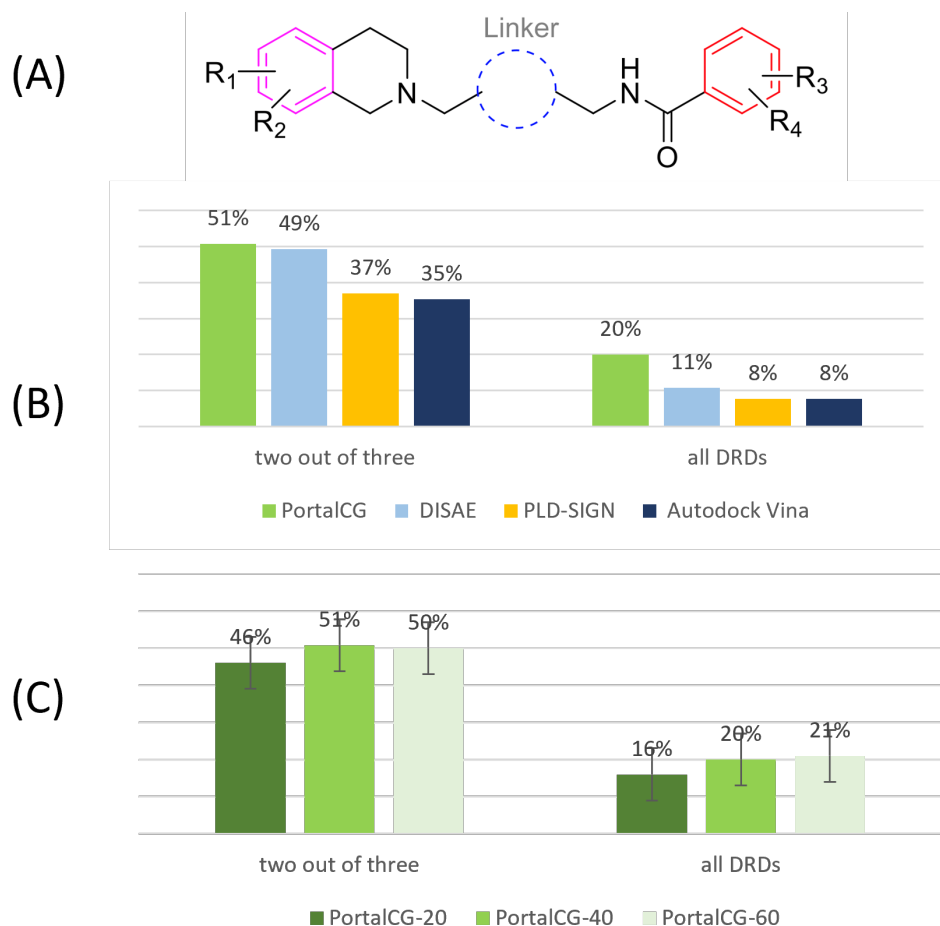 (A)
Linker
R1
R2
N
H
N
O
R3
R4
(B)
51% 49% 37% 35% 20% 11% 8% 8%
two out of three all DRDs
PortalCG DISAE PLD-SIGN Autodock Vina
(C)
46% 51% 50% 16% 20% 21%
two out of three all DRDs
PortalCG-20 PortalCG-40 PortalCG-60